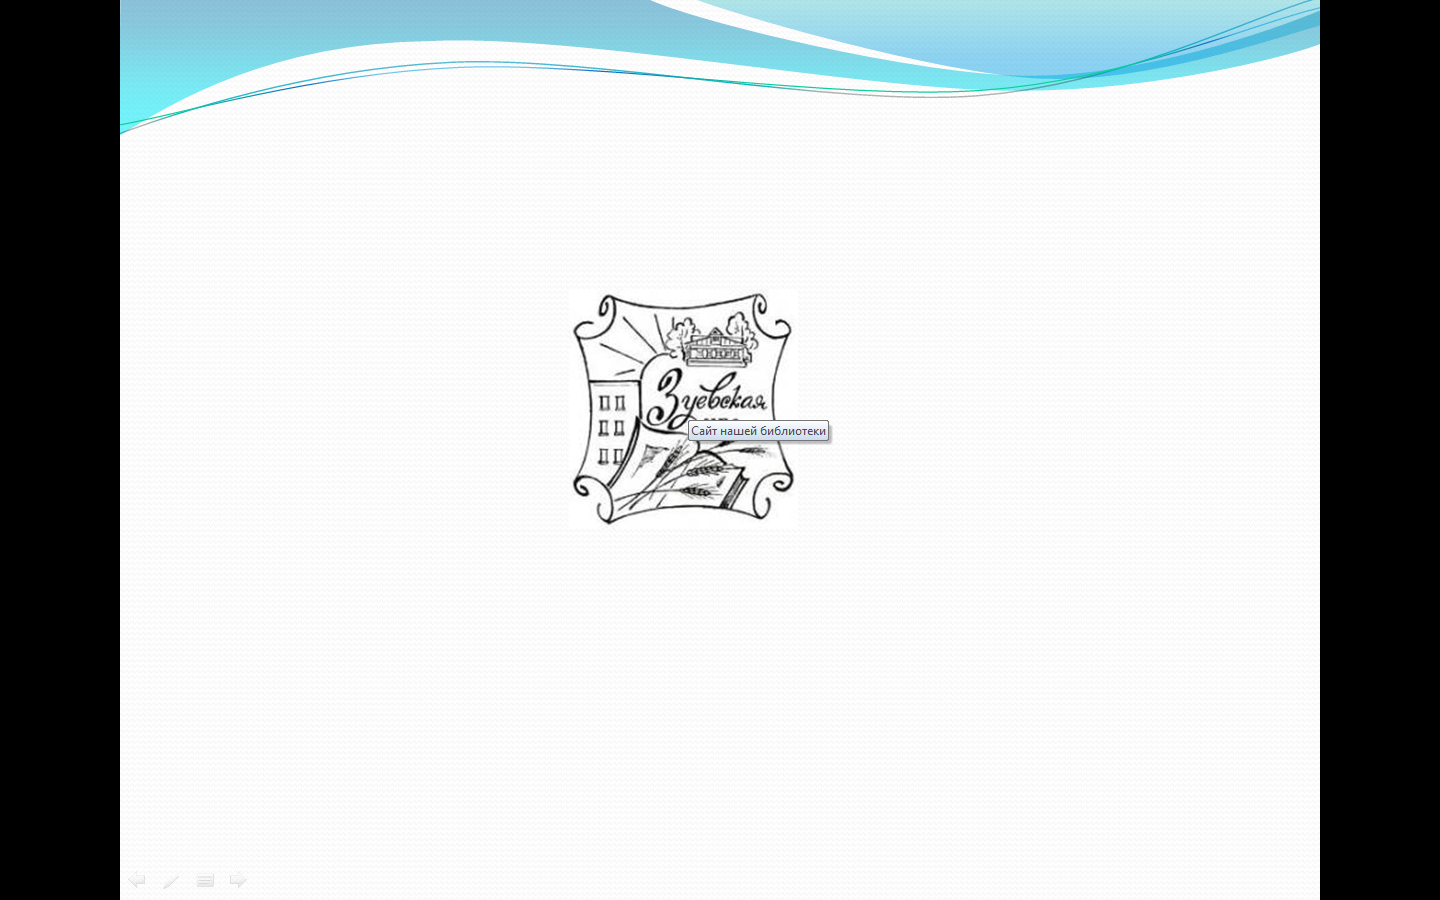 Зуевская
Сайт нашей библиотеки